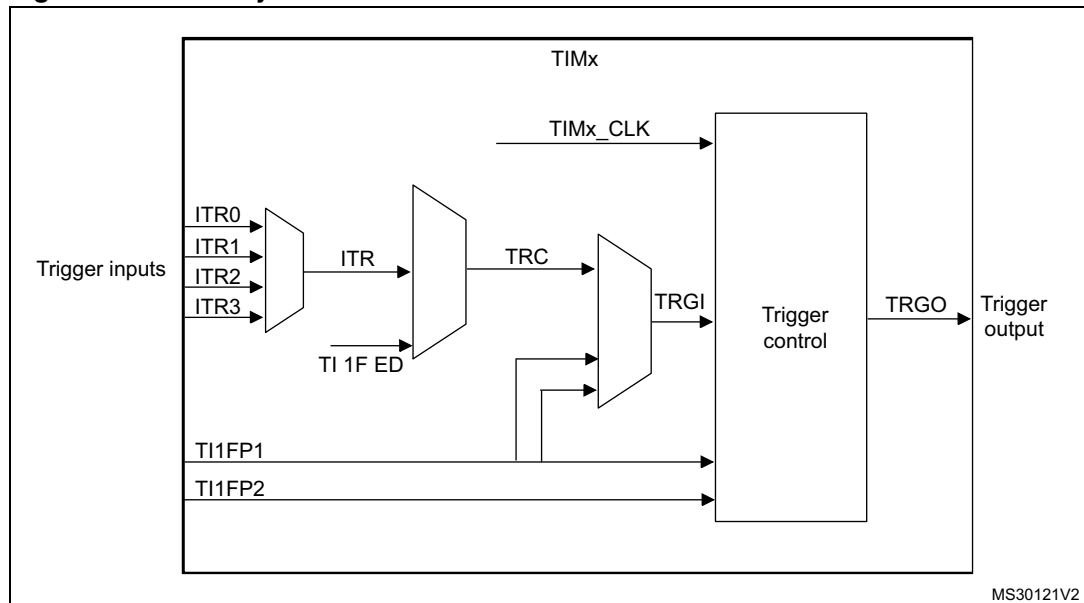 TIMx
TIMx_CLK
ITR0
ITR1
ITR2
ITR3
Trigger inputs
ITR
TI 1F ED
TRC
TRGI
Trigger
control
TRGO
Trigger
output
TI1FP1
TI1FP2
MS30121V2